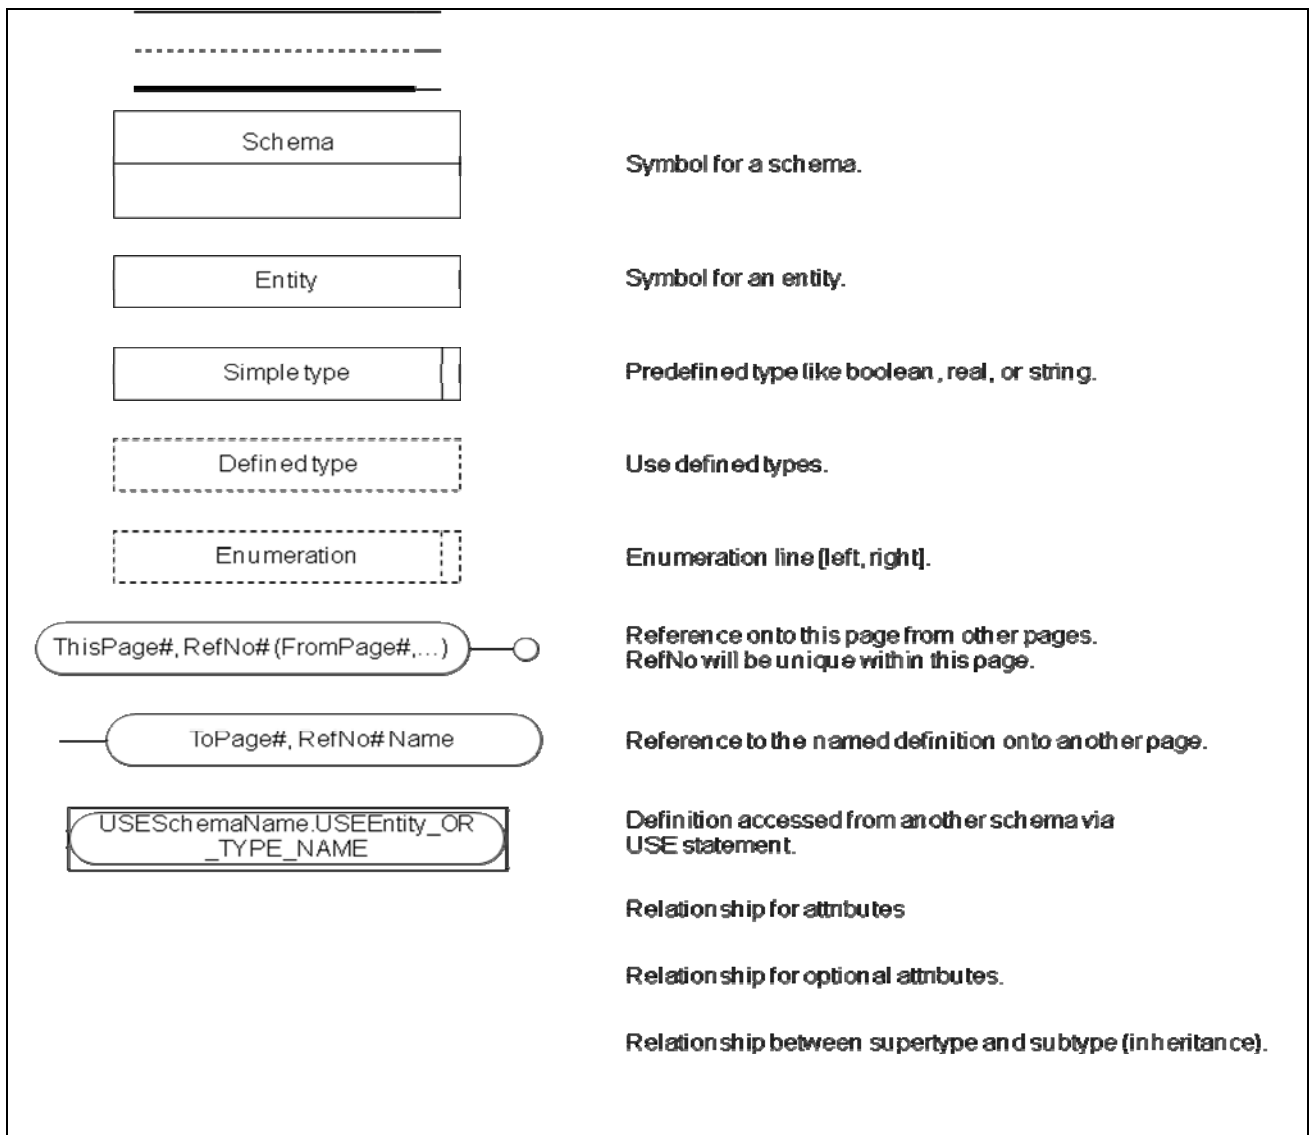 Schema
Symbol for a schema.
Entity
Symbol for an entity.
Simple type
Predefined type like boolean, real, or string.
Defined type
Use defined types.
Enumeration
Enumeration line [left, right].
ThisPage#, RefNo# (FromPage#,...)
Reference onto this page from other pages.
RefNo will be unique within this page.
ToPage#, RefNo# Name
Reference to the named definition onto another page.
USESchemaName.USEEntity_OR
_TYPE_NAME
Definition accessed from another schema via
USE statement.
Relationship for attributes
Relationship for optional attributes.
Relationship between supertype and subtype (inheritance).